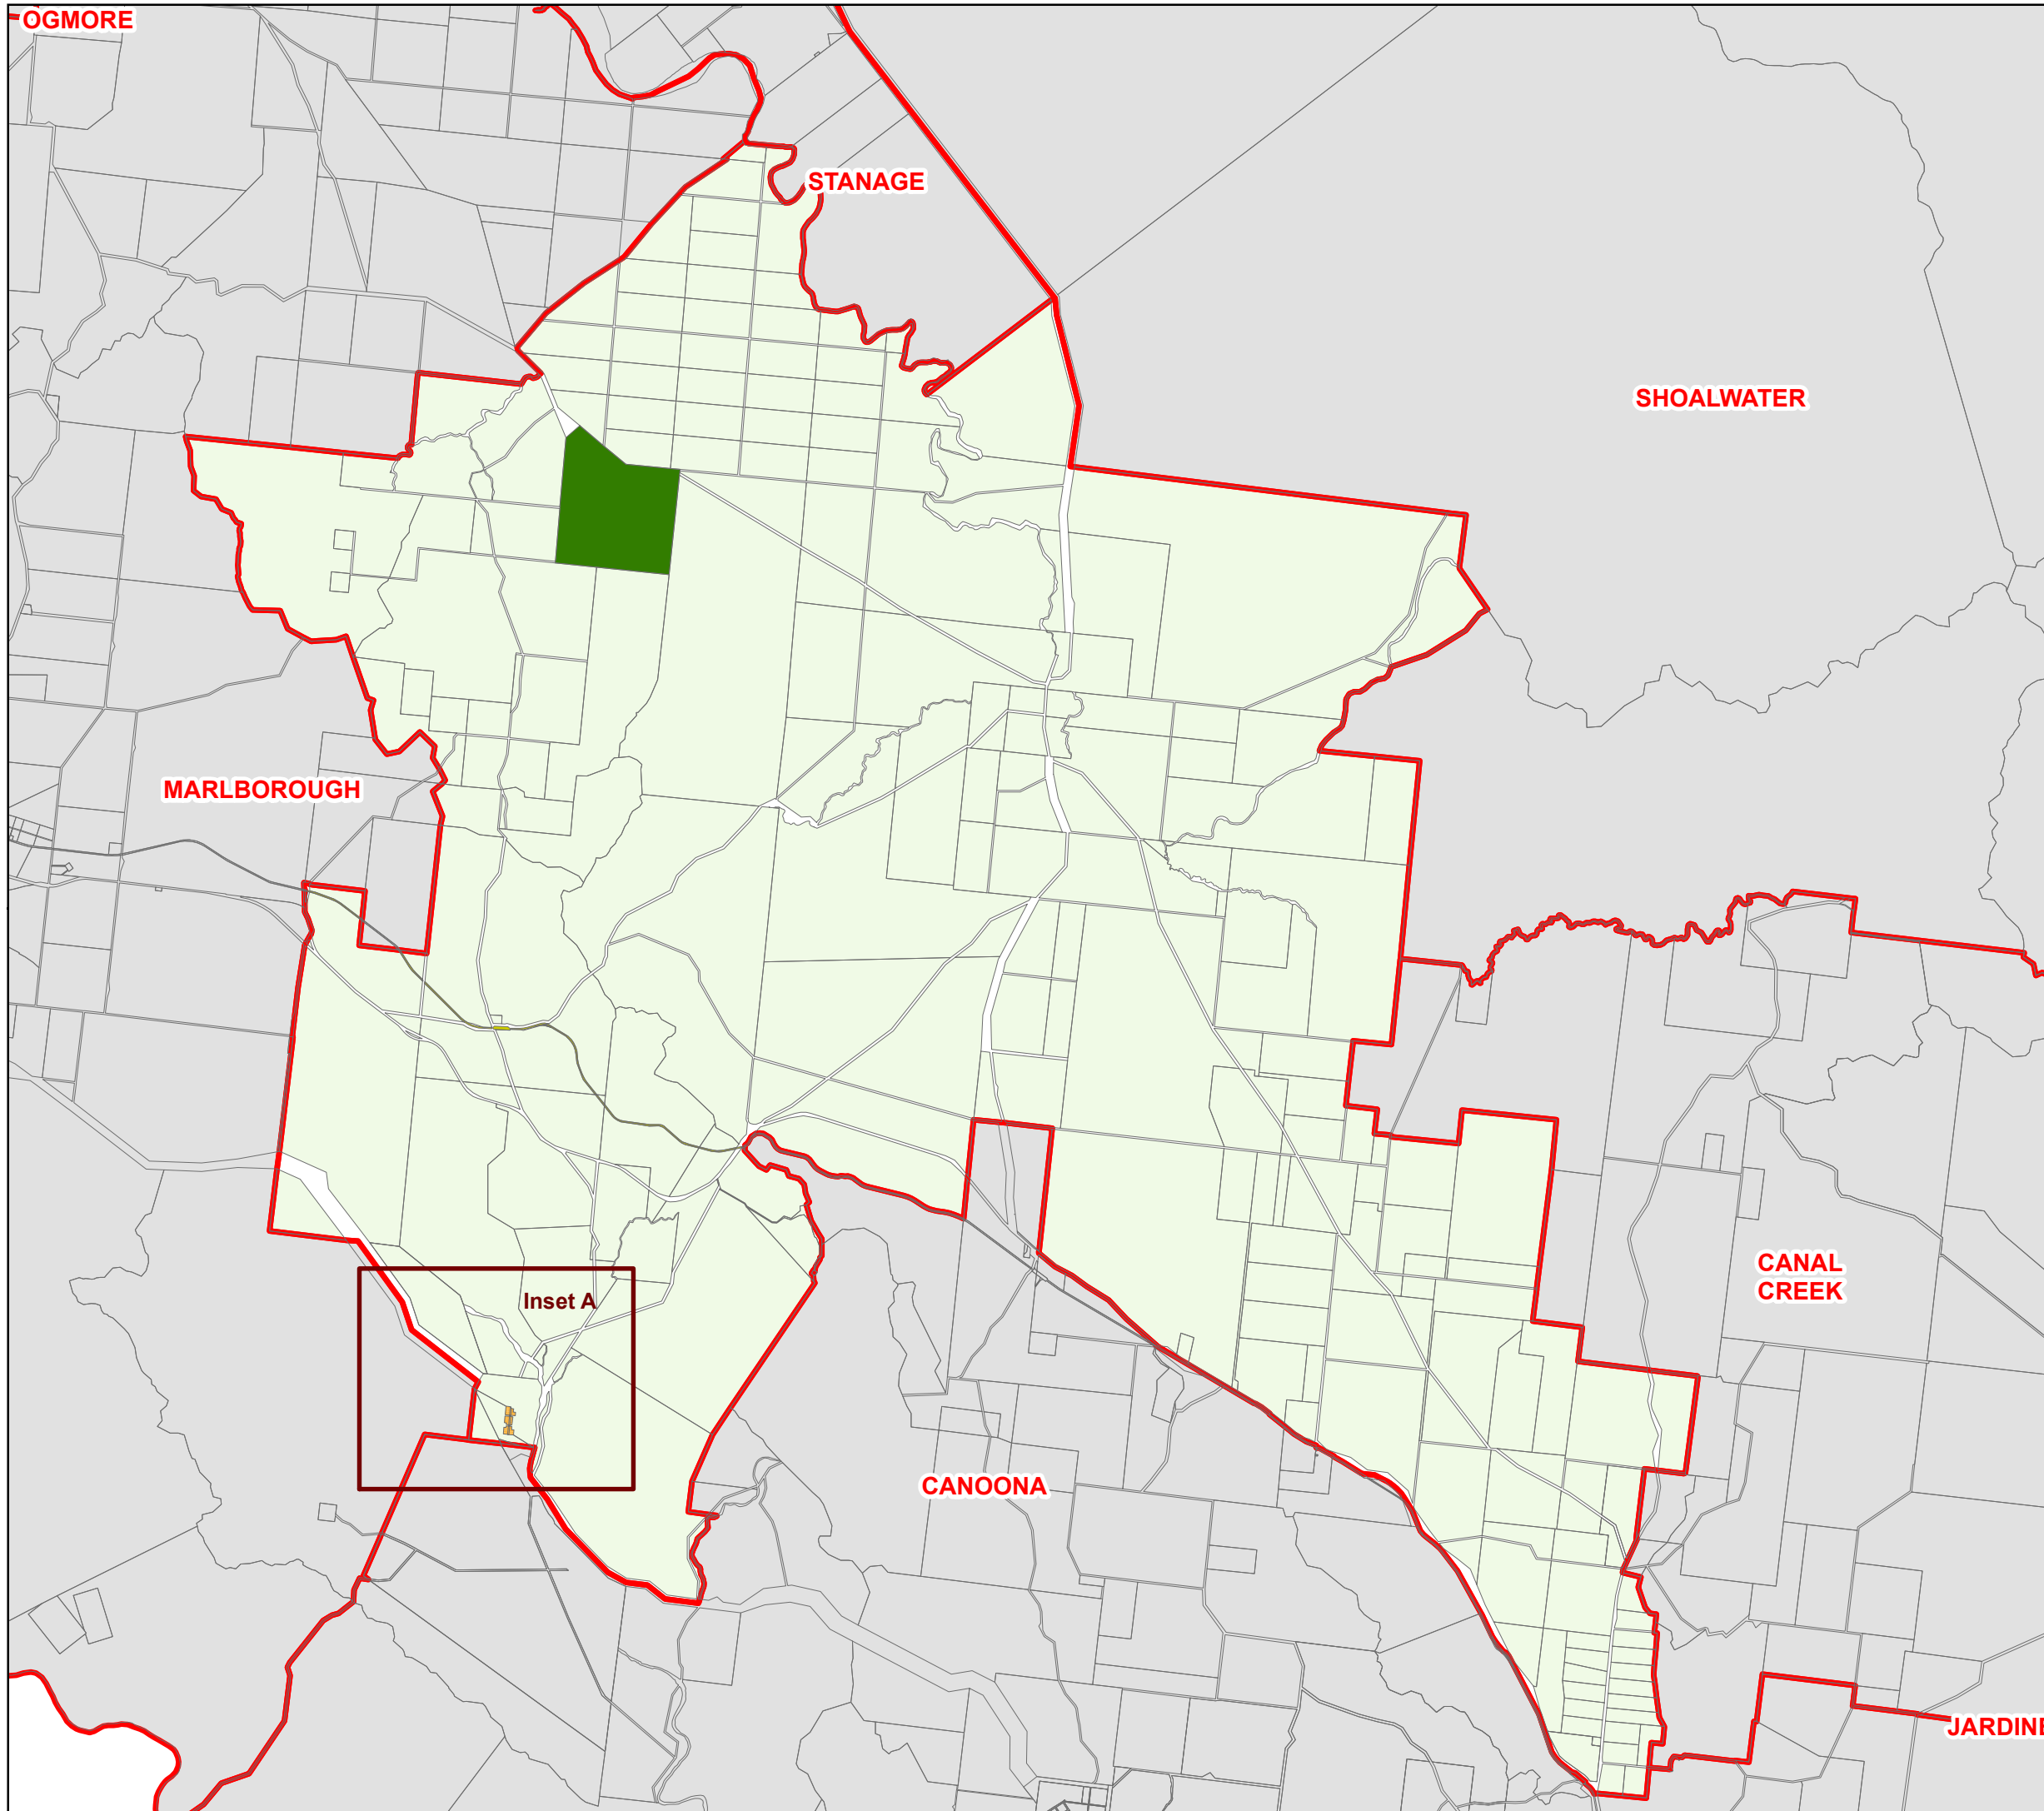 OGMORE
STANAGE
SHOALWATER
MARLBOROUGH
CANAL
CREEK
Inset A
CANOONA
JARDINE